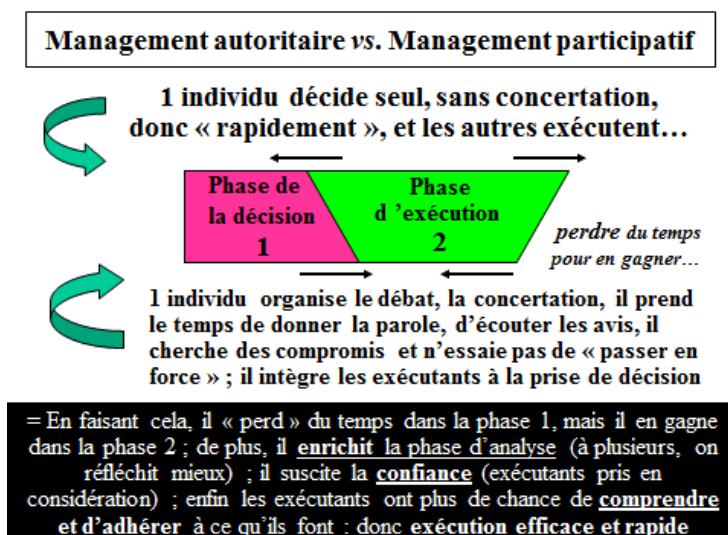 Management autoritaire vs. Management participatif
1 individu décide seul, sans concertation,
donc « rapidement », et les autres exécutent…
Phase de
la décision
1
Phase
d ’exécution
2
perdre du temps
pour en gagner…
1 individu organise le débat, la concertation, il prend
le temps de donner la parole, d’écouter les avis, il
cherche des compromis et n’essaie pas de « passer en
force » ; il intègre les exécutants à la prise de décision
= En faisant cela, il « perd » du temps dans la phase 1, mais il en gagne
dans la phase 2 ; de plus, il enrichit la phase d’analyse (à plusieurs, on
réfléchit mieux) ; il suscite la confiance (exécutants pris en
considération) ; enfin les exécutants ont plus de chance de comprendre
et d’adhérer à ce qu’ils font : donc exécution efficace et rapide